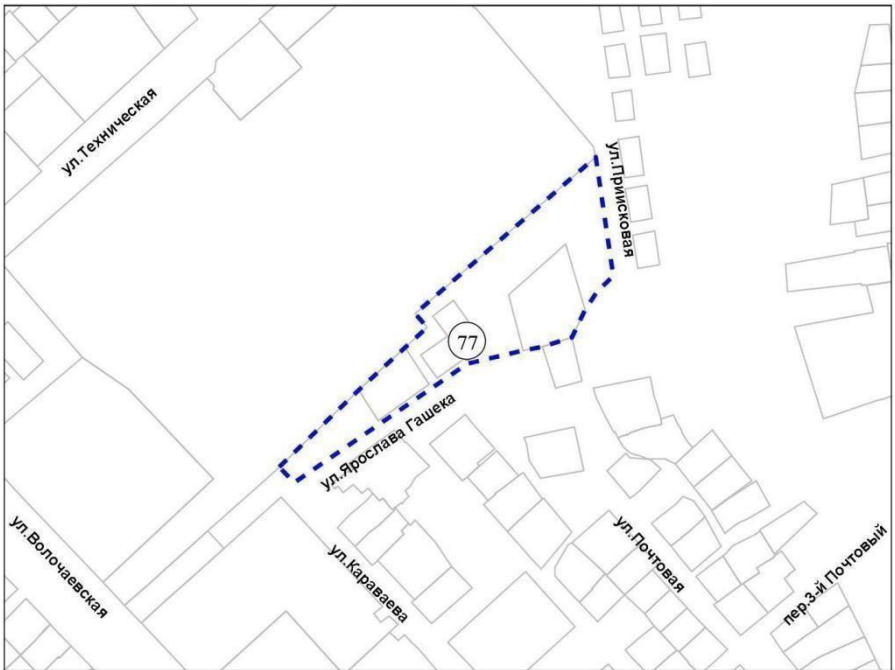 ул.Техническая
ул.Приисковая
77
ул.Ярослава Гашека
ул.Волочаевская
ул.Караваева
ул.Почтовая
пер.3-й Почтовый